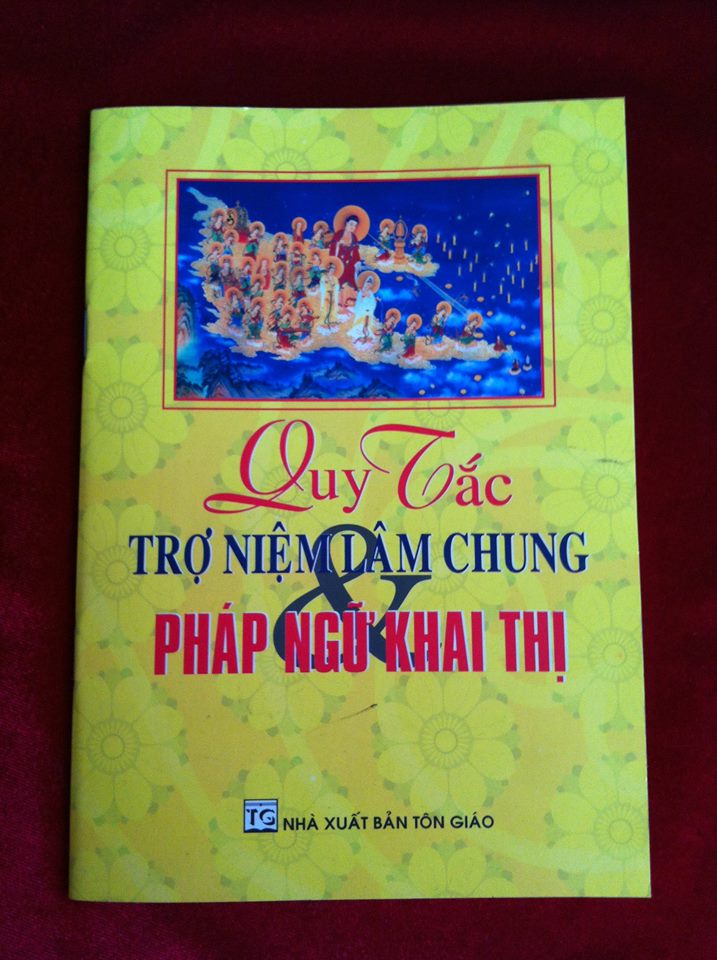 Quy Tắc
TRỢ NIỆM LÂM CHUNG
&
PHÁP NGỮ KHAI THỊ
TG NHÀ XUẤT BẢN TÔN GIÁO